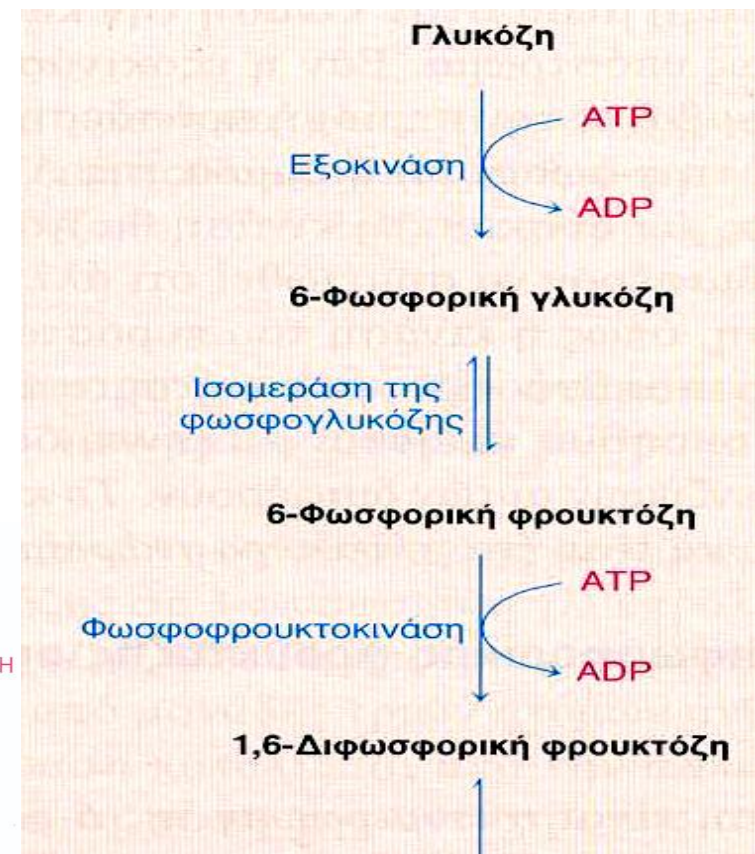 Γλυκόζη
ATP
Εξοκινάση
ADP
6-Φωσφορική γλυκόζη
Ισομεράση της
φωσφογλυκόζης
6-Φωσφορική φρουκτόζη
ATP
Φωσφοφρουκτοκινάση
H
ADP
1,6-Διφωσφορική φρουκτόζη